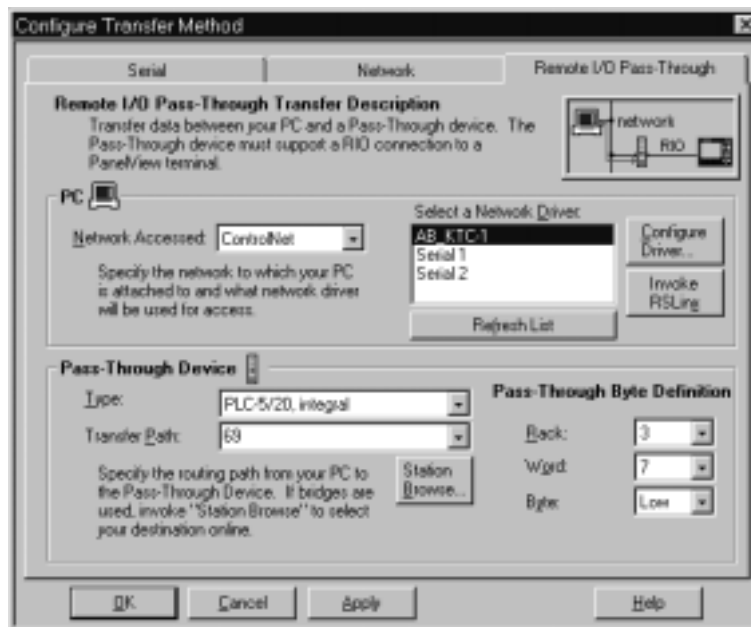 Configure Transfer Method
Serial
Network
Remote I/O Pass-Through
Remote I/O Pass-Through Transfer Description
Transfer data between your PC and a Pass-Through device. The
Pass-Through device must support a RIO connection to a
PanelView terminal.
network
RIO
PC
Network Accessed: ControlNet
Specify the network to which your PC
is attached to and what network driver
will be used for access.
Select a Network Driver:
AB_KTC-1
Serial 1
Serial 2
Refresh List
Configure
Driver...
Invoke
RSLinx
Pass-Through Device
Type: PLC-5/20, integral
Transfer Path: 69
Specify the routing path from your PC to
the Pass-Through Device. If bridges are
used, invoke "Station Browse" to select
your destination online.
Station
Browse...
Pass-Through Byte Definition
Rack: 3
Word: 7
Byte: Low
OK
Cancel
Apply
Help